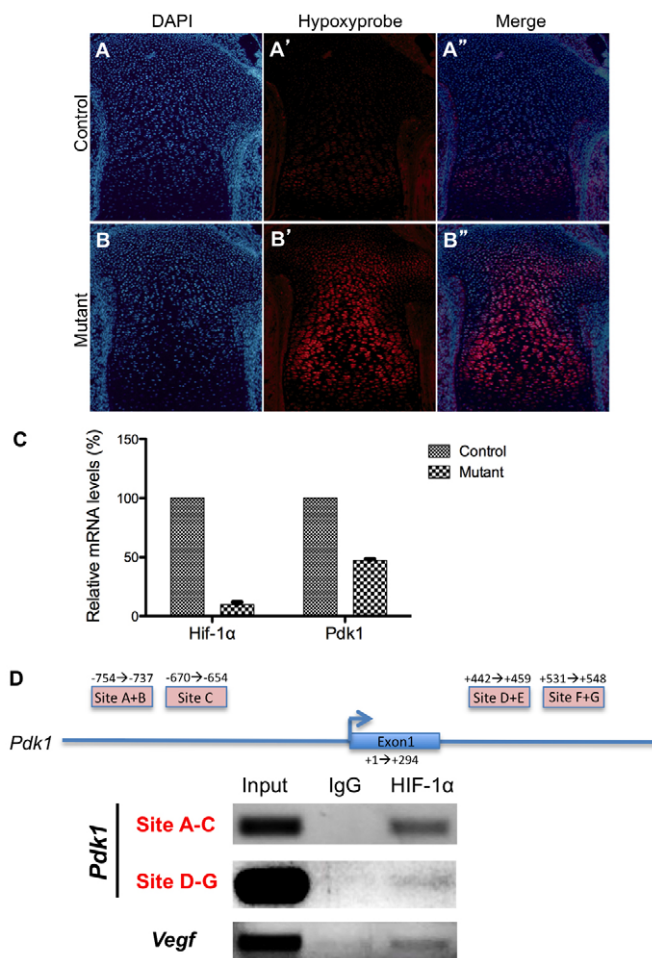 DAPI Hypoxyprobe Merge
A A' A"
Control
B B' B"
Mutant
C
Relative mRNA levels (%)
150
100
50
0
Control
Mutant
Hif-1α Pdk1
D
-754→-737 -670→-654 +442→+459 +531→+548
Site A+B Site C Site D+E Site F+G
Pdk1 Exon1
+1→+294
Input IgG HIF-1α
Pdk1
Site A-C
Site D-G
Vegf